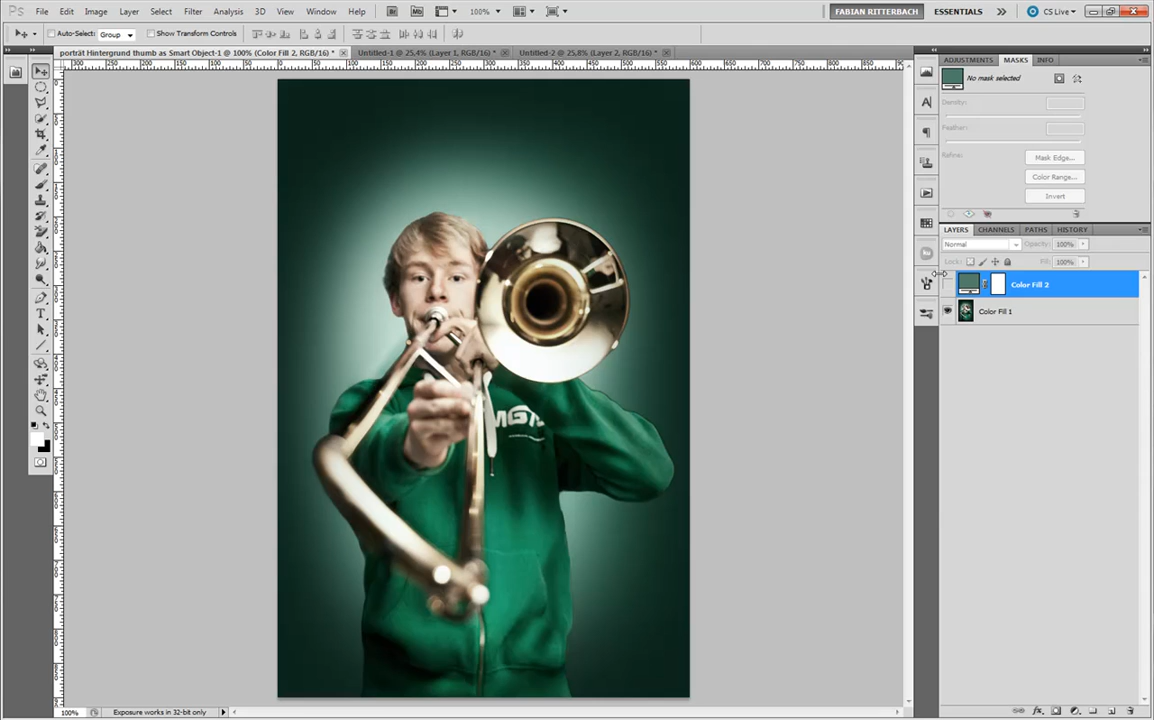 PS File Edit Image Layer Select Filter Analysis 3D View Window Help Br Mb 100% FABIAN RITTERBACH ESSENTIALS CS Live
Auto-Select: Group Show Transform Controls
porträt Hintergrund thumb as Smart Object-1 @ 100% (Color Fill 2, RGB/16) * Untitled-1 @ 25,4% (Layer 1, RGB/16) * Untitled-2 @ 25,8% (Layer 2, RGB/16) *
ADJUSTMENTS MASKS INFO
No mask selected
Density:
Feather:
Refine: Mask Edge...
Color Range...
Invert
LAYERS CHANNELS PATHS HISTORY
Normal Opacity: 100%
Lock: Fill: 100%
Color Fill 2
Color Fill 1
MGM
100% Exposure works in 32-bit only